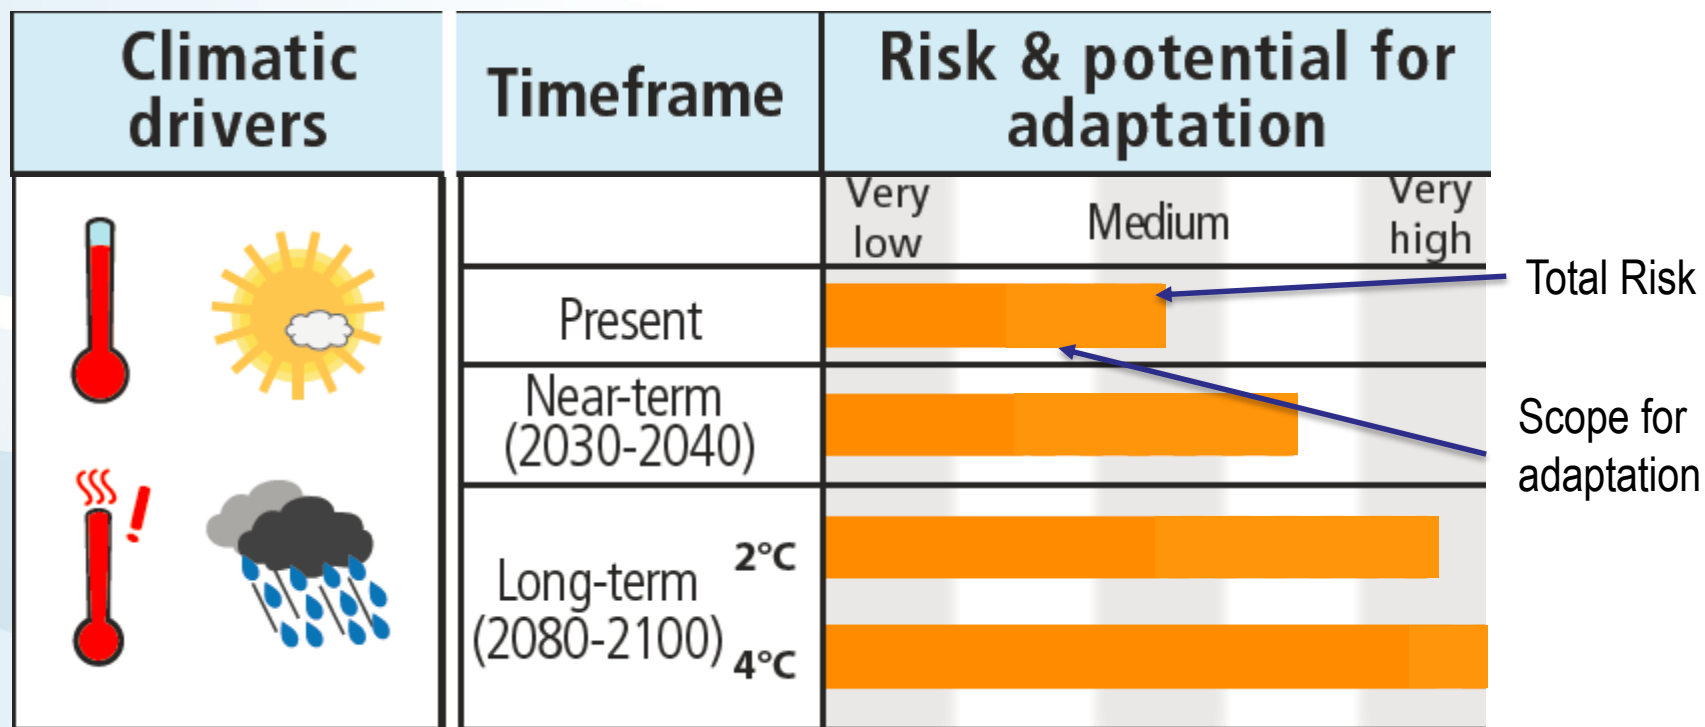 Climatic
drivers
Timeframe
Risk & potential for
adaptation
Very
low
Medium
Very
high
Present
Total Risk
Near-term
(2030-2040)
Scope for
adaptation
Long-term
(2080-2100)
2°C
4°C
!